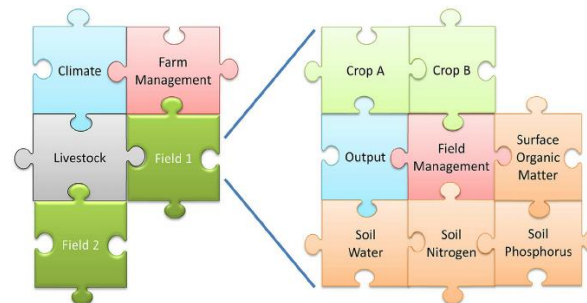 Climate
Farm
Management
Livestock
Field 1
Field 2
Crop A
Crop B
Output
Field
Management
Surface
Organic
Matter
Soil
Water
Soil
Nitrogen
Soil
Phosphorus